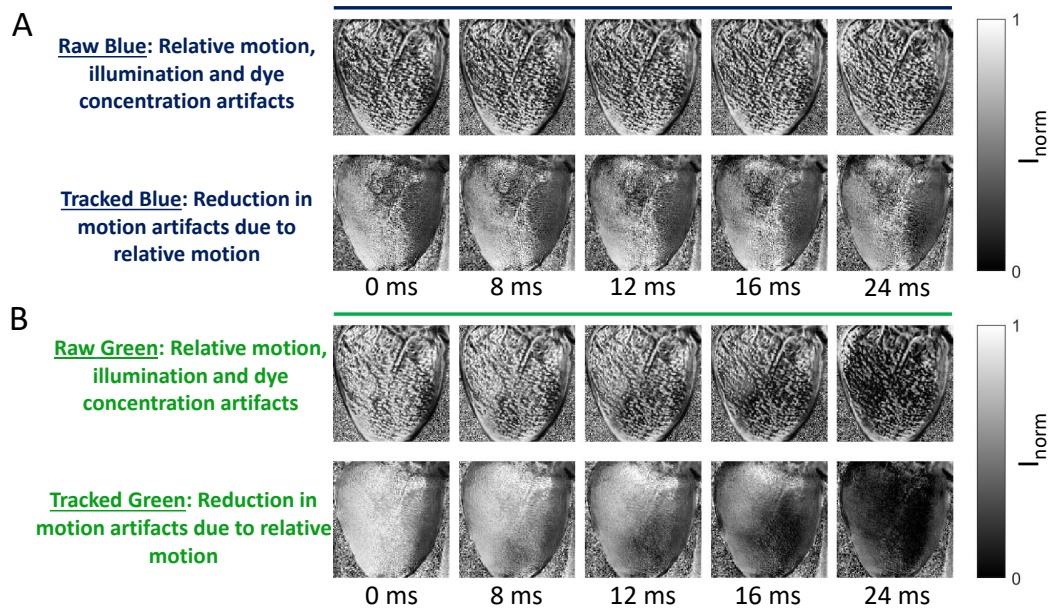 A
Raw Blue: Relative motion,
illumination and dye
concentration artifacts
Tracked Blue: Reduction in
motion artifacts due to
relative motion
0 ms
8 ms
12 ms
16 ms
24 ms
1
Inorm
0
B
Raw Green: Relative motion,
illumination and dye
concentration artifacts
Tracked Green: Reduction in
motion artifacts due to relative
motion
0 ms
8 ms
12 ms
16 ms
24 ms
1
Inorm
0